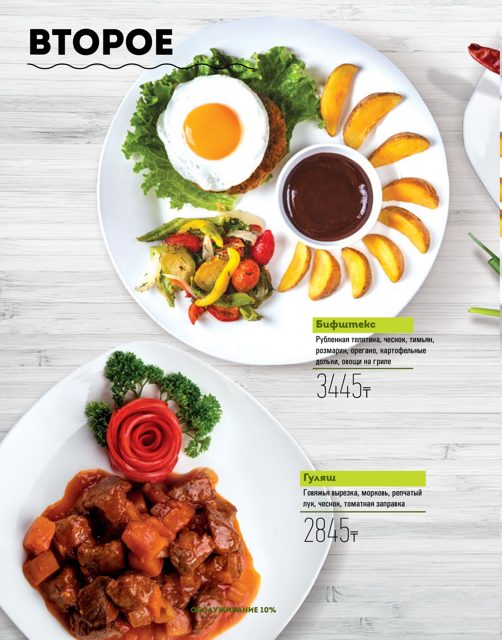 ВТОРОЕ
Бифштекс
Рубленная телятина, чеснок, тимьян,
розмарин, орегано, картофельные
дольки, овощи на гриле
3445₸
Гуляш
Говяжья вырезка, морковь, репчатый
лук, чеснок, томатная заправка
2845₸
ОБСЛУЖИВАНИЕ 10%